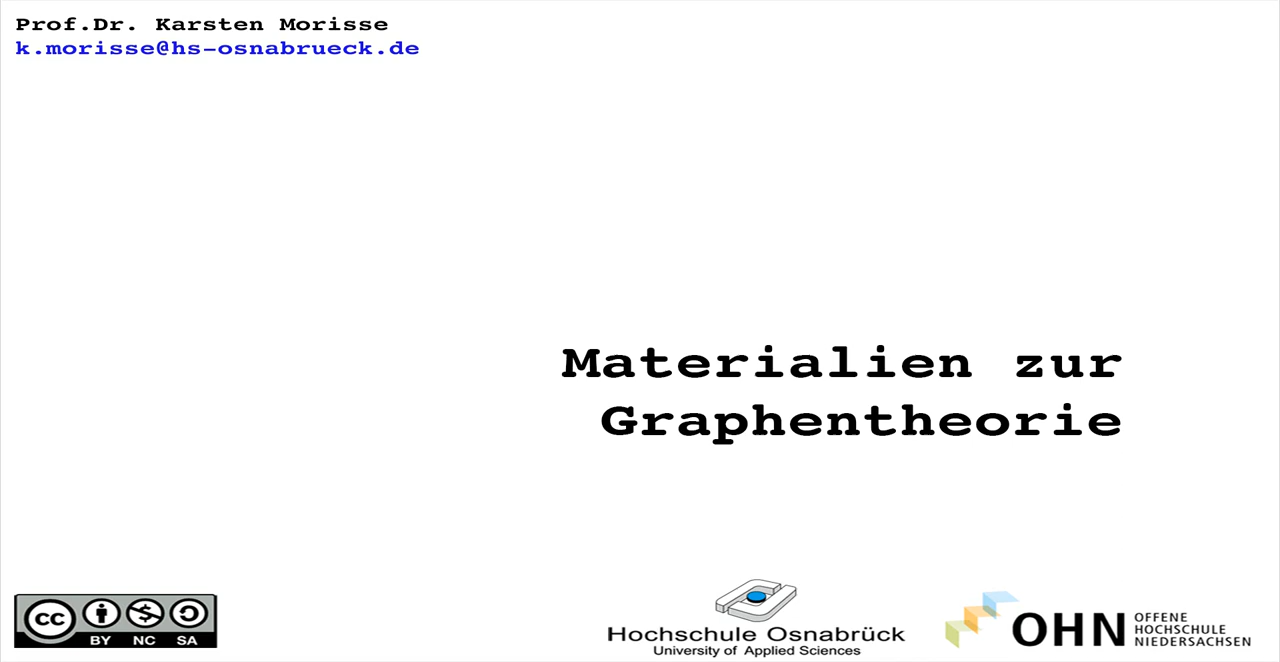 Prof.Dr. Karsten Morisse
k.morisse@hs-osnabrueck.de
Materialien zur
Graphentheorie
cc
BY NC SA
Hochschule Osnabrück
University of Applied Sciences
OHN
OFFENE
HOCHSCHULE
NIEDERSACHSEN